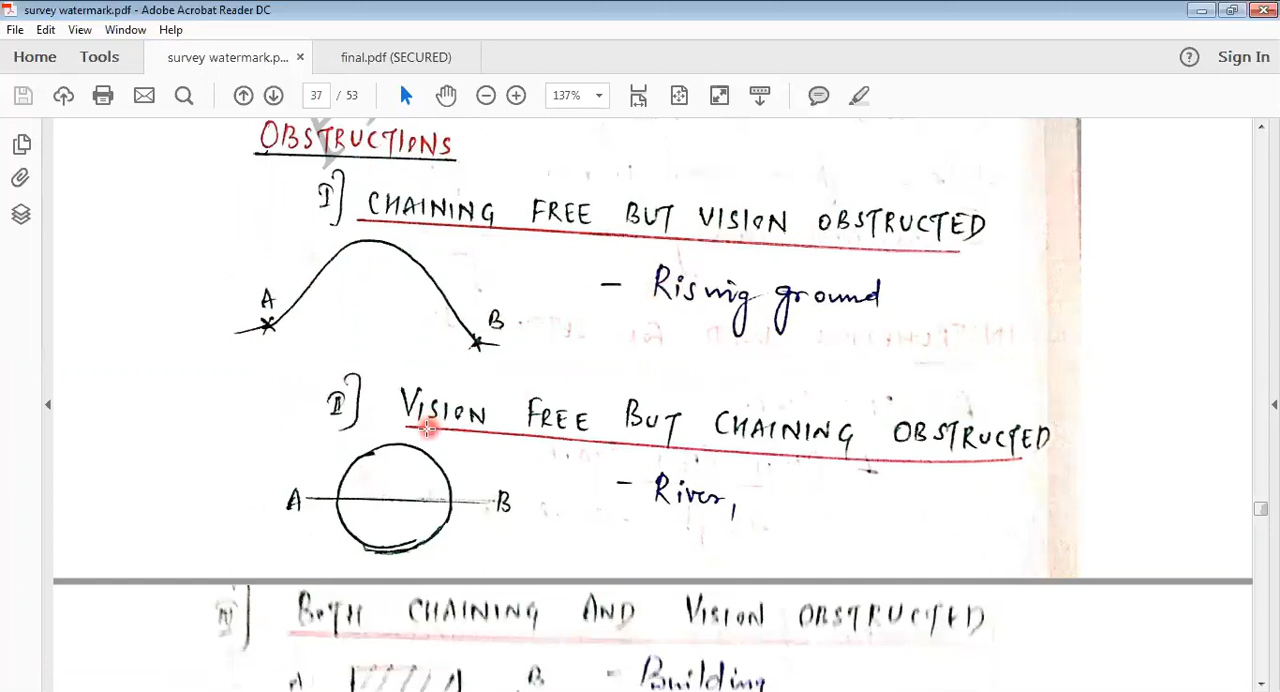 survey watermark.pdf - Adobe Acrobat Reader DC
File Edit View Window Help
Home Tools survey watermark.p... × final.pdf (SECURED) Sign In
37 / 53 137%
OBSTRUCTIONS
I] CHAINING FREE BUT VISION OBSTRUCTED
- Rising ground
A
B
II] VISION FREE BUT CHAINING OBSTRUCTED
- River,
A B
BOTH CHAINING AND VISION OBSTRUCTED
A B - Building